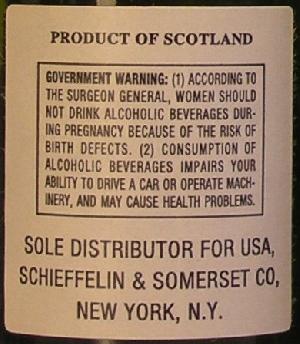 PRODUCT OF SCOTLAND
GOVERNMENT WARNING: (1) ACCORDING TO
THE SURGEON GENERAL, WOMEN SHOULD
NOT DRINK ALCOHOLIC BEVERAGES DUR-
ING PREGNANCY BECAUSE OF THE RISK OF
BIRTH DEFECTS. (2) CONSUMPTION OF
ALCOHOLIC BEVERAGES IMPAIRS YOUR
ABILITY TO DRIVE A CAR OR OPERATE MACH-
INERY, AND MAY CAUSE HEALTH PROBLEMS.
SOLE DISTRIBUTOR FOR USA,
SCHIEFFELIN & SOMERSET CO,
NEW YORK, N.Y.